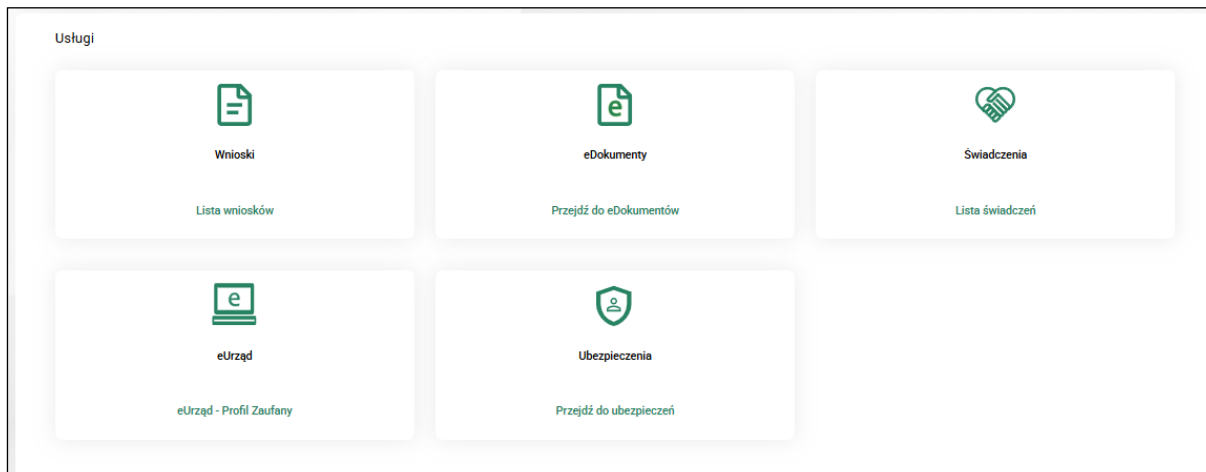 Usługi
Wnioski
Lista wniosków
e
eDokumenty
Przejdź do eDokumentów
Świadczenia
Lista świadczeń
e
eUrząd
eUrząd - Profil Zaufany
Ubezpieczenia
Przejdź do ubezpieczeń